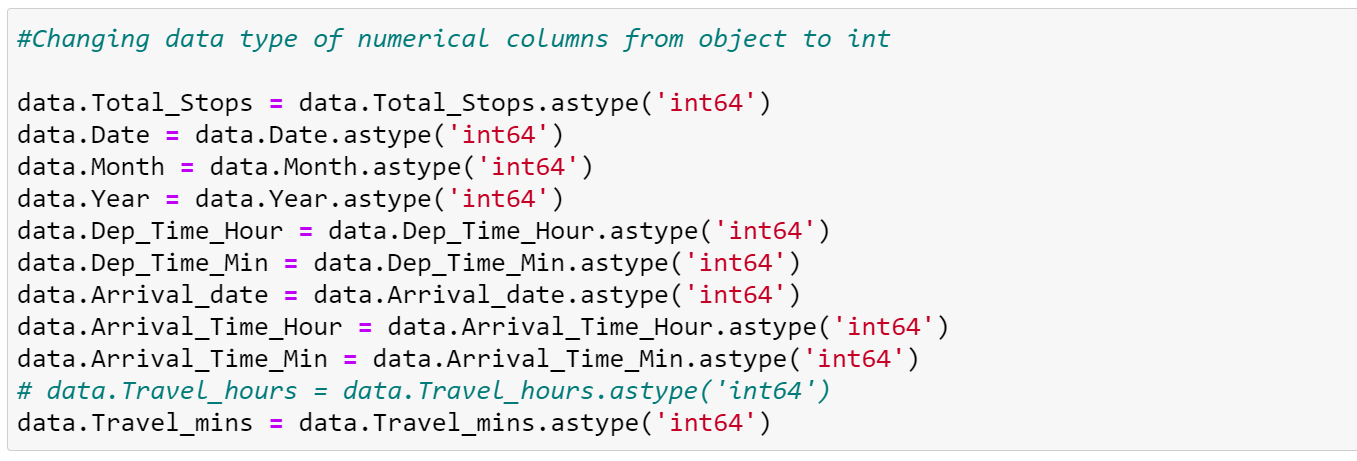 #Changing data type of numerical columns from object to int
data.Total_Stops = data.Total_Stops.astype('int64')
data.Date = data.Date.astype('int64')
data.Month = data.Month.astype('int64')
data.Year = data.Year.astype('int64')
data.Dep_Time_Hour = data.Dep_Time_Hour.astype('int64')
data.Dep_Time_Min = data.Dep_Time_Min.astype('int64')
data.Arrival_date = data.Arrival_date.astype('int64')
data.Arrival_Time_Hour = data.Arrival_Time_Hour.astype('int64')
data.Arrival_Time_Min = data.Arrival_Time_Min.astype('int64')
# data.Travel_hours = data.Travel_hours.astype('int64')
data.Travel_mins = data.Travel_mins.astype('int64')